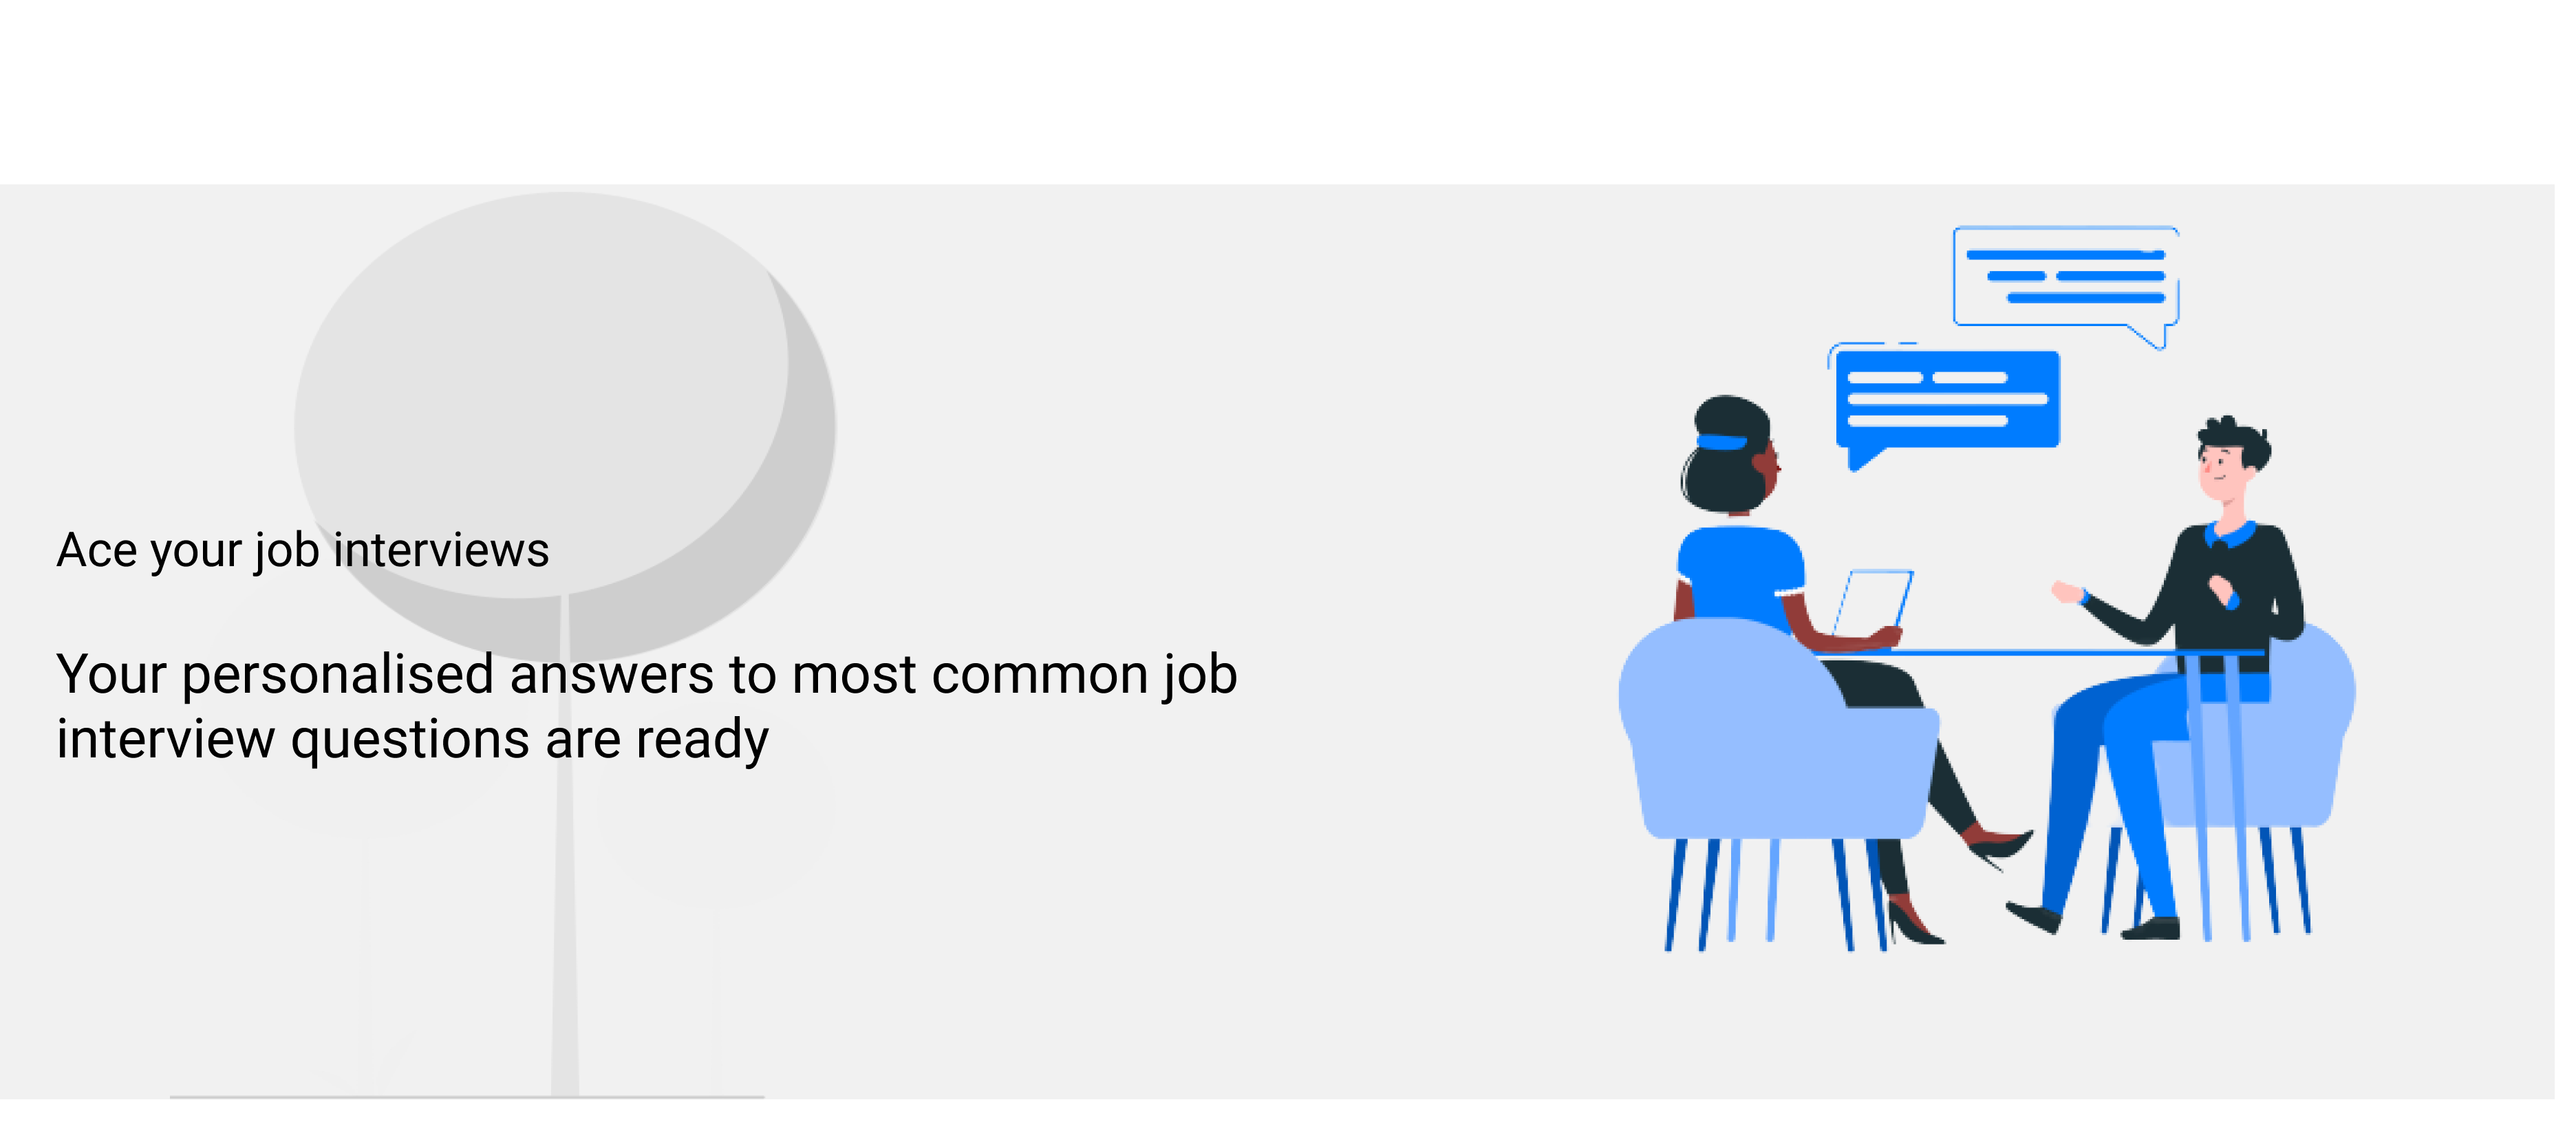 Ace your job interviews
Your personalised answers to most common job
interview questions are ready